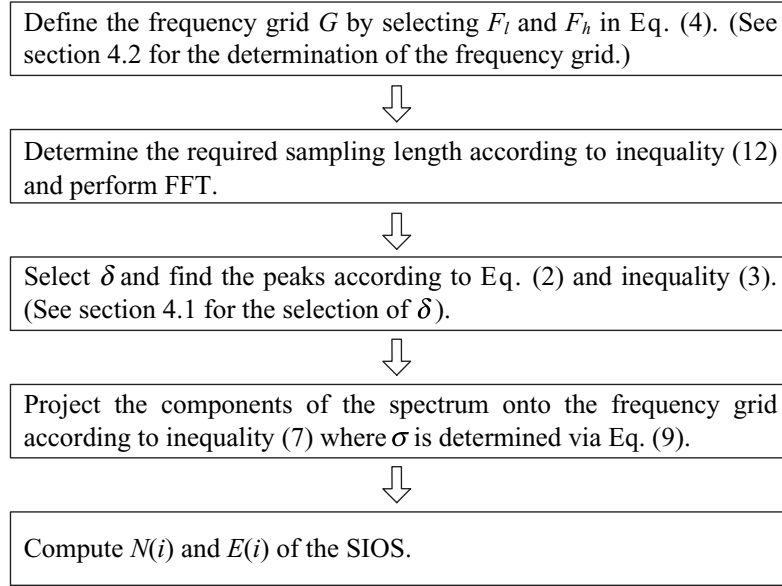 Define the frequency grid G by selecting Fl and Fh in Eq. (4). (See
section 4.2 for the determination of the frequency grid.)
Determine the required sampling length according to inequality (12)
and perform FFT.
Select δ and find the peaks according to Eq. (2) and inequality (3).
(See section 4.1 for the selection of δ).
Project the components of the spectrum onto the frequency grid
according to inequality (7) where σ is determined via Eq. (9).
Compute N(i) and E(i) of the SIOS.